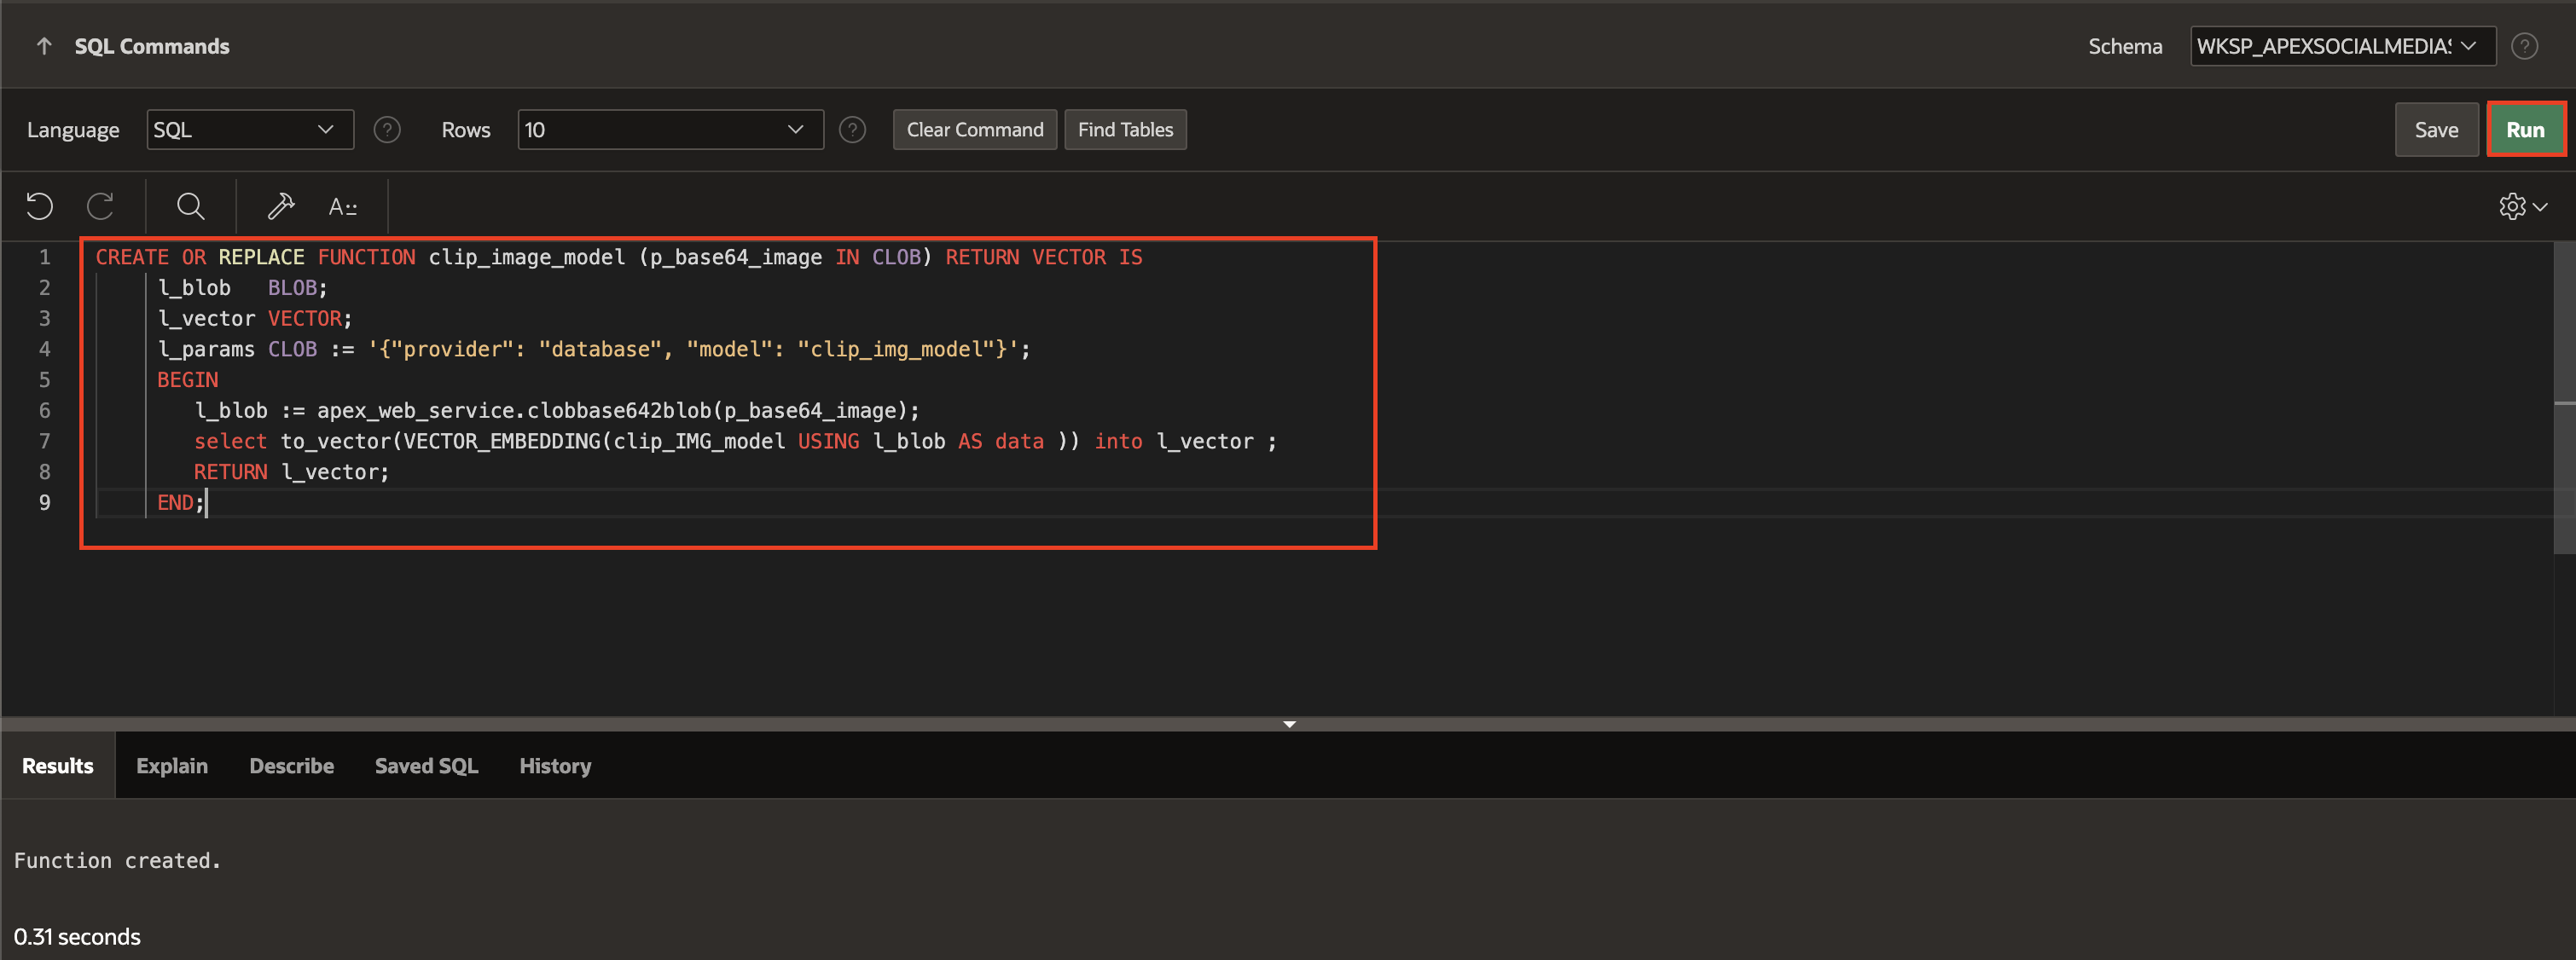 SQL Commands
Schema WKSP_APEXSOCIALMEDIAS
Language SQL Rows 10 Clear Command Find Tables Save Run
A::
1 CREATE OR REPLACE FUNCTION clip_image_model (p_base64_image IN CLOB) RETURN VECTOR IS
2 l_blob BLOB;
3 l_vector VECTOR;
4 l_params CLOB := '{"provider": "database", "model": "clip_img_model"}';
5 BEGIN
6 l_blob := apex_web_service.clobbase642blob(p_base64_image);
7 select to_vector(VECTOR_EMBEDDING(clip_IMG_model USING l_blob AS data )) into l_vector ;
8 RETURN l_vector;
9 END;
Results Explain Describe Saved SQL History
Function created.
0.31 seconds